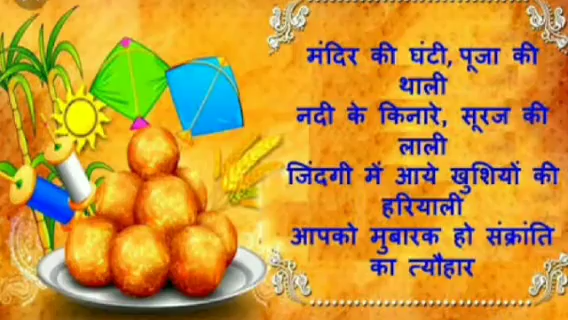 मंदिर की घंटी, पूजा की
थाली
नदी के किनारे, सूरज की
लाली
जिंदगी में आये खुशियों की
हरियाली
आपको मुबारक हो संक्रांति
का त्यौहार